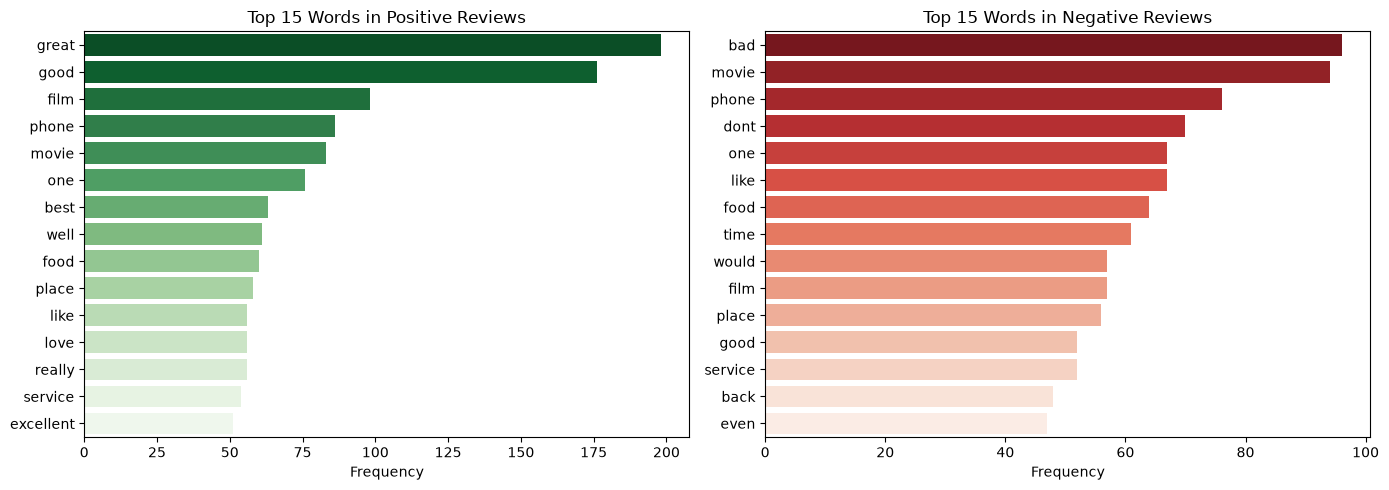 Top 15 Words in Positive Reviews
great
good
film
phone
movie
one
best
well
food
place
like
love
really
service
excellent
0 25 50 75 100 125 150 175 200
Frequency
Top 15 Words in Negative Reviews
bad
movie
phone
dont
one
like
food
time
would
film
place
good
service
back
even
0 20 40 60 80 100
Frequency